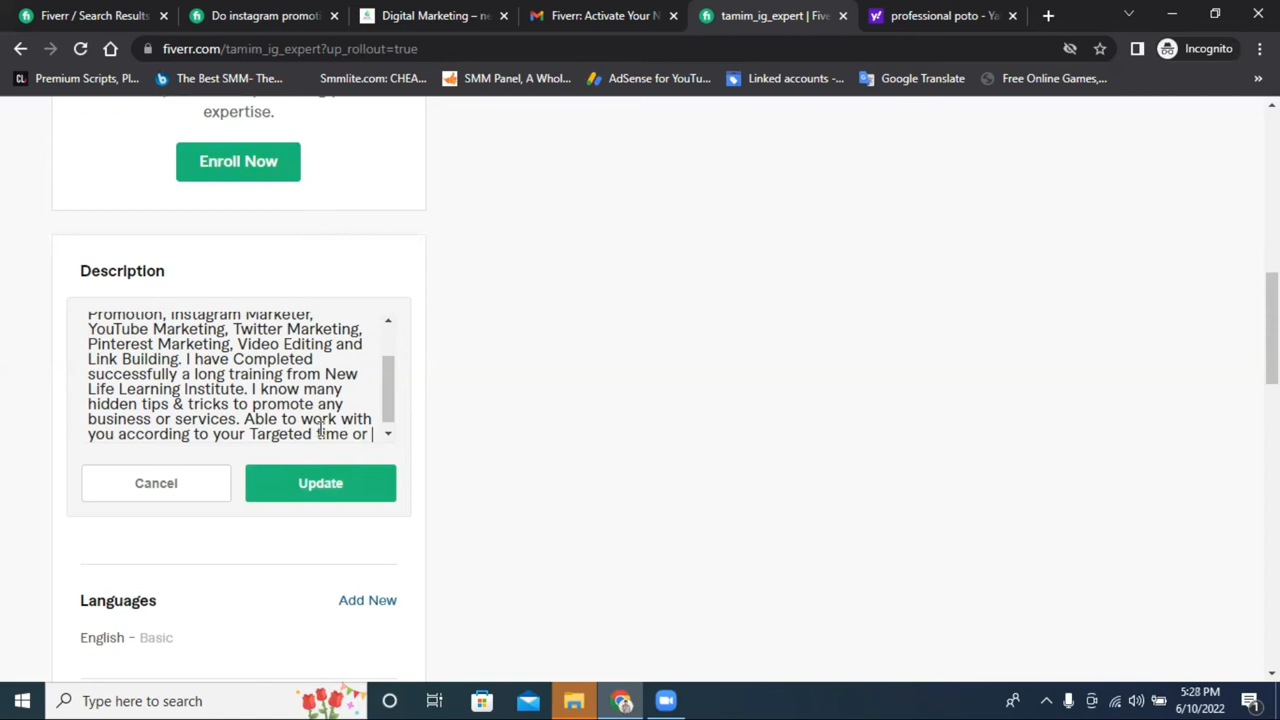 Fiverr / Search Results
Do instagram promoti
Digital Marketing – ne
Fiverr: Activate Your N
tamim_ig_expert | Five
professional poto - Ya
fiverr.com/tamim_ig_expert?up_rollout=true
Incognito
Premium Scripts, Pl...
The Best SMM- The...
Smmlite.com: CHEA...
SMM Panel, A Whol...
AdSense for YouTu...
Linked accounts -...
Google Translate
Free Online Games,...
expertise.
Enroll Now
Description
Promotion, Instagram Marketer,
YouTube Marketing, Twitter Marketing,
Pinterest Marketing, Video Editing and
Link Building. I have Completed
successfully a long training from New
Life Learning Institute. I know many
hidden tips & tricks to promote any
business or services. Able to work with
you according to your Targeted time or
Cancel
Update
Languages
Add New
English – Basic
Type here to search
5:28 PM
6/10/2022